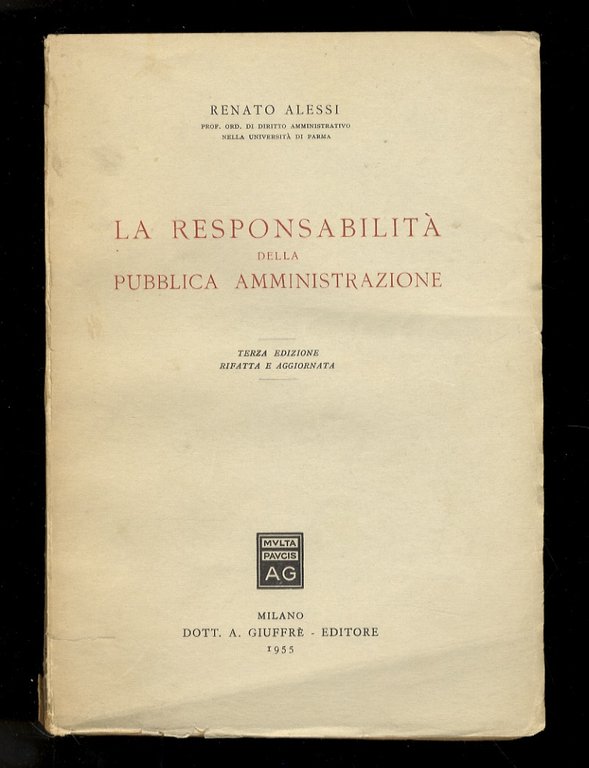 RENATO ALESSI
PROF. ORD. DI DIRITTO AMMINISTRATIVO
NELLA UNIVERSITÀ DI PARMA
LA RESPONSABILITÀ
DELLA
PUBBLICA AMMINISTRAZIONE
TERZA EDIZIONE
RIFATTA E AGGIORNATA
MVLTA
PAVCIS
AG
MILANO
DOTT. A. GIUFFRÈ - EDITORE
1955